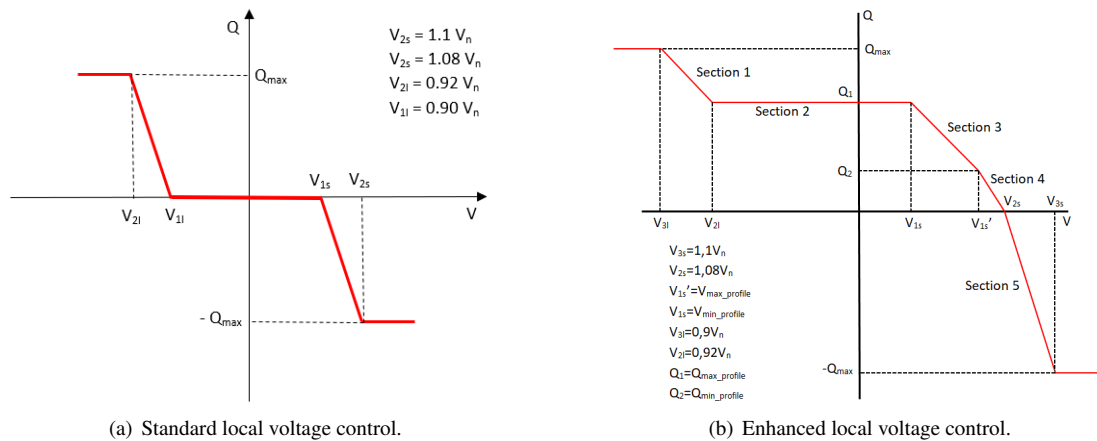 Q
V2s = 1.1 Vn
V2s = 1.08 Vn
V2l = 0.92 Vn
V1l = 0.90 Vn
Qmax
V1s
V2s
V2l
V1l
V
- Qmax
(a) Standard local voltage control.
Q
Qmax
Section 1
Q1
Section 2
Section 3
Q2
Section 4
V2s
V3s
V3l
V2l
V1s
V1s'
V
V3s=1,1Vn
V2s=1,08Vn
V1s'=Vmax_profile
V1s=Vmin_profile
V3l=0,9Vn
V2l=0,92Vn
Q1=Qmax_profile
Q2=Qmin_profile
Section 5
-Qmax
(b) Enhanced local voltage control.